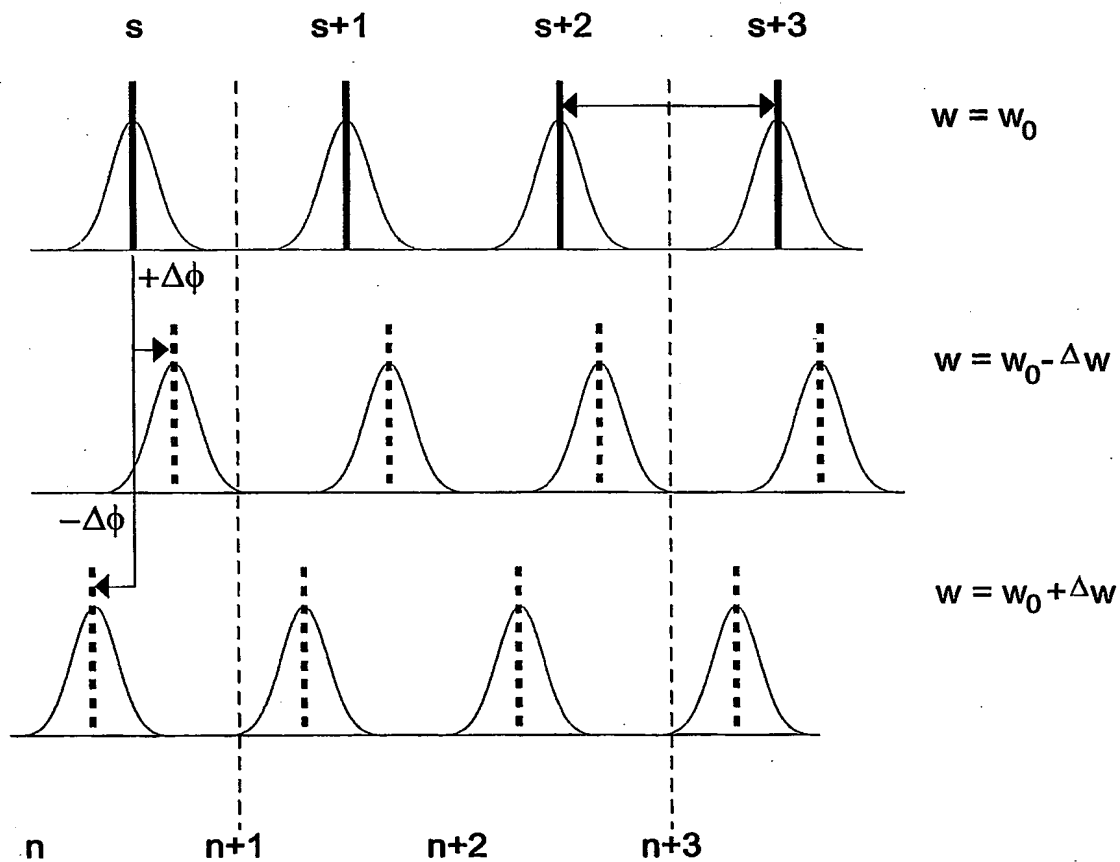 s s+1 s+2 s+3
w = w₀
+Δϕ
w = w₀- Δw
−Δϕ
w = w₀ + Δw
n n+1 n+2 n+3